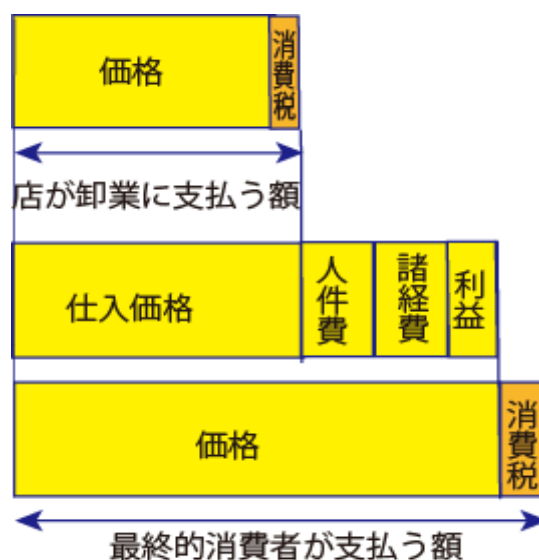 価格
消費税
店が卸業に支払う額
仕入価格
人件費
諸経費
利益
価格
消費税
最終的消費者が支払う額